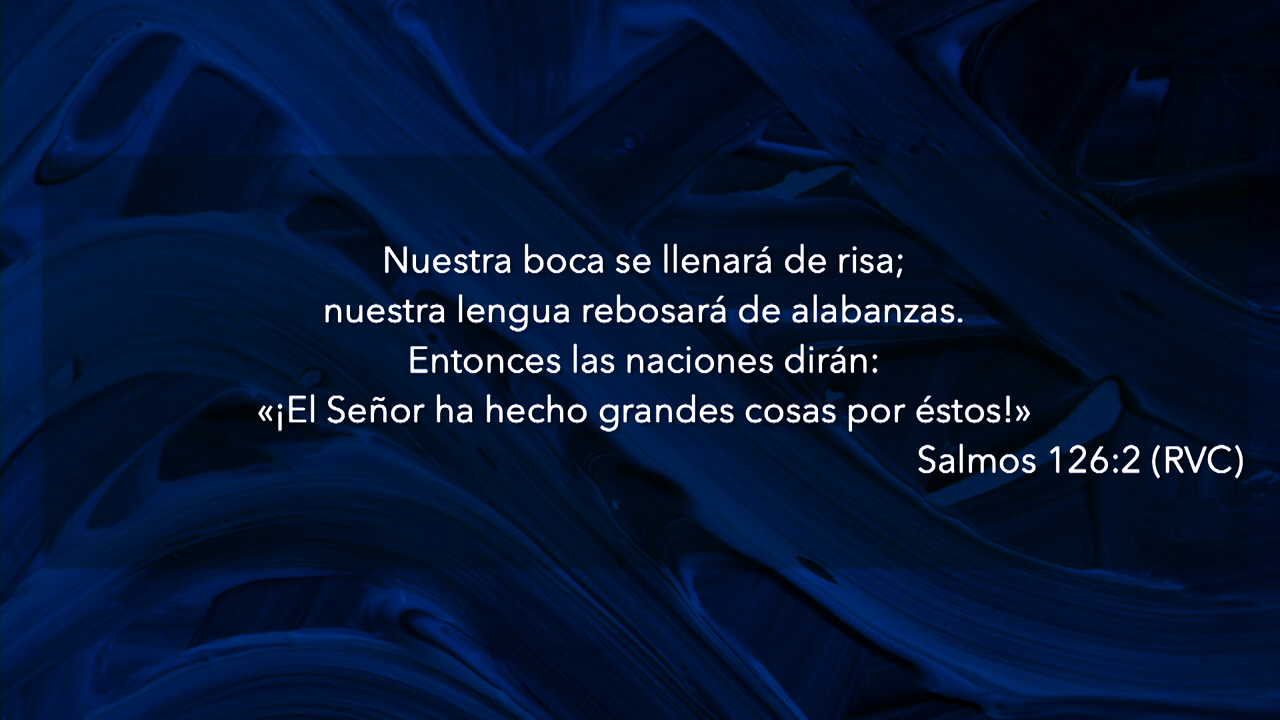 Nuestra boca se llenará de risa;
nuestra lengua rebosará de alabanzas.
Entonces las naciones dirán:
«¡El Señor ha hecho grandes cosas por éstos!»
Salmos 126:2 (RVC)